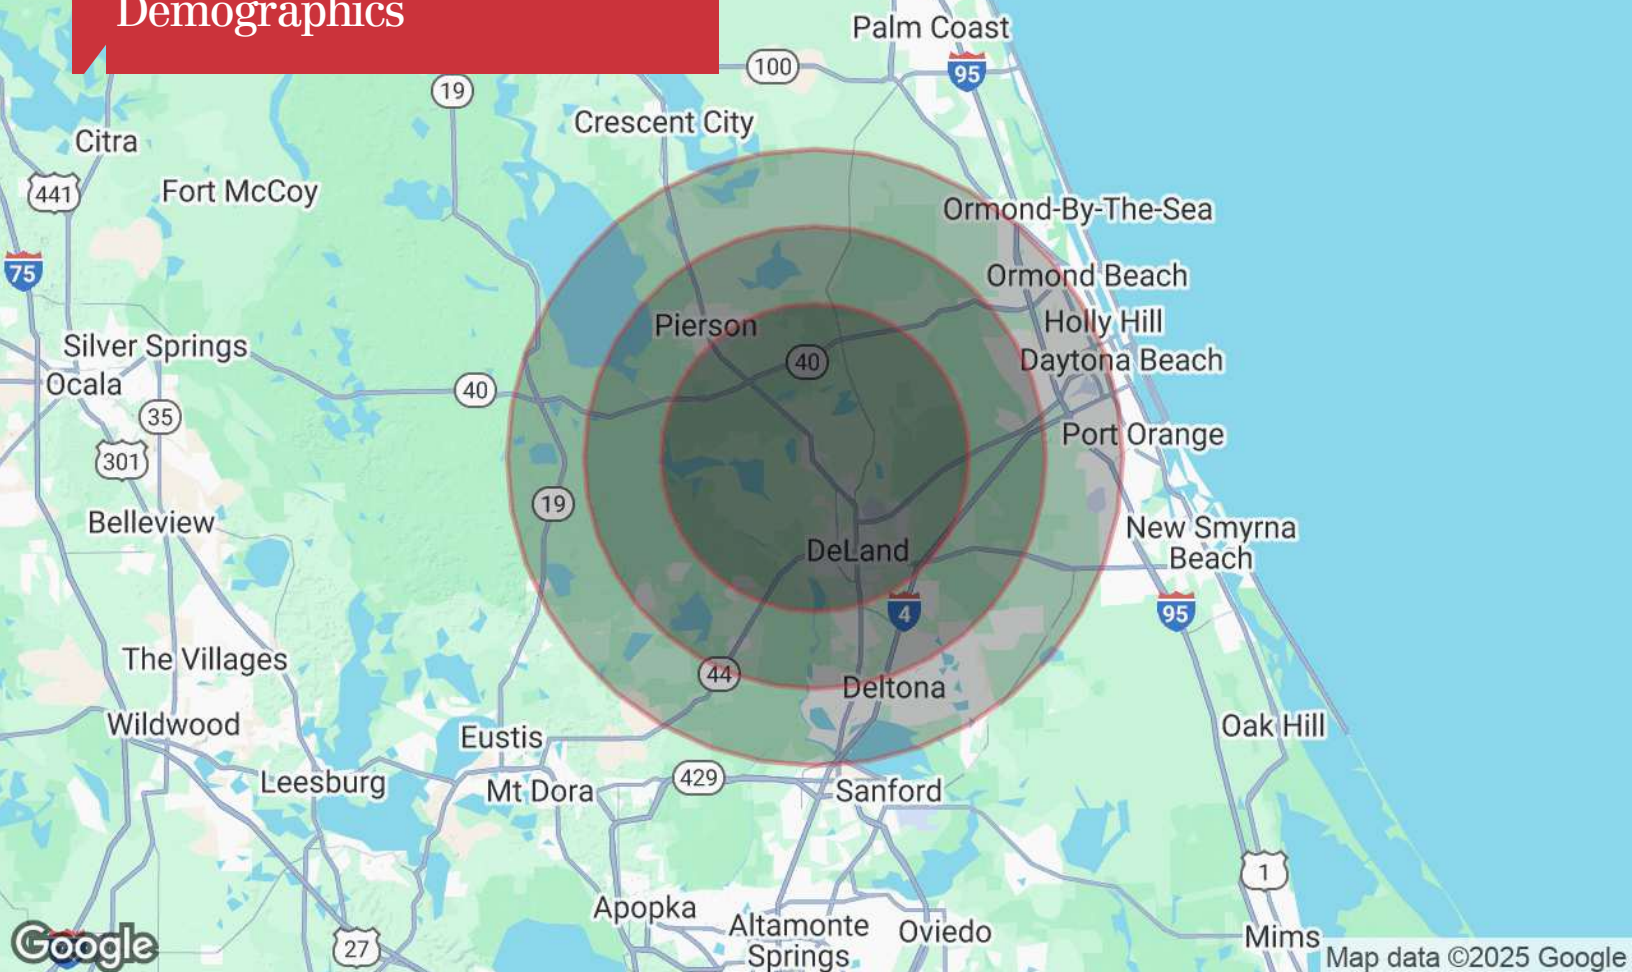 Demographics
Palm Coast
100
95
19
Crescent City
Citra
441
Fort McCoy
Ormond-By-The-Sea
75
Ormond Beach
Pierson
Holly Hill
Silver Springs
40
Daytona Beach
Ocala
40
35
Port Orange
301
19
Belleview
New Smyrna
Beach
DeLand
4
95
The Villages
44
Deltona
Wildwood
Oak Hill
Eustis
Leesburg
429
Mt Dora
Sanford
1
Apopka
Altamonte
Springs
Oviedo
Mims
27
Google
Map data ©2025 Google